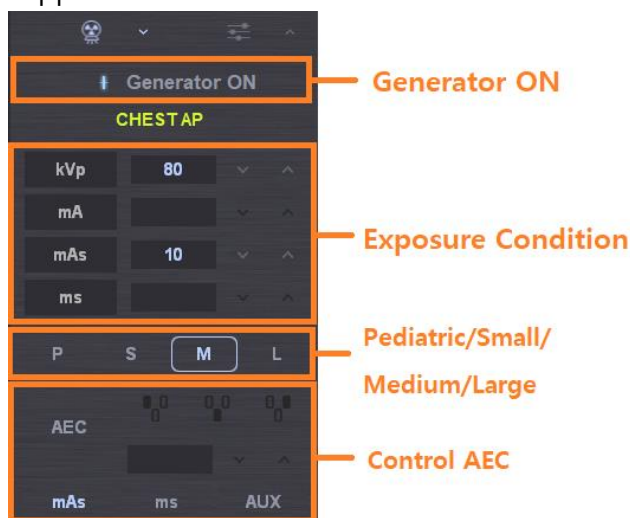 Generator ON
Generator ON
CHEST AP
kVp 80
mA
mAs 10
ms
Exposure Condition
P S M L
Pediatric/Small/
Medium/Large
AEC
Control AEC
mAs ms AUX